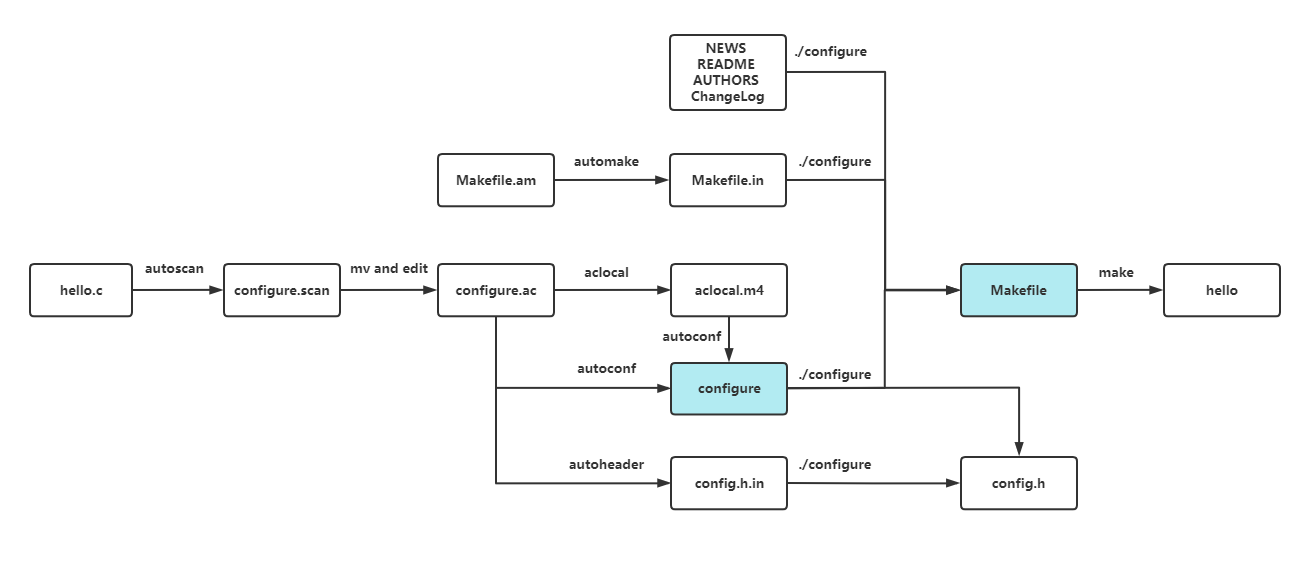 NEWS
README
AUTHORS
ChangeLog
./configure
Makefile.am
automake
Makefile.in
./configure
hello.c
autoscan
configure.scan
mv and edit
configure.ac
aclocal
aclocal.m4
Makefile
make
hello
autoconf
autoconf
configure
./configure
autoheader
config.h.in
./configure
config.h